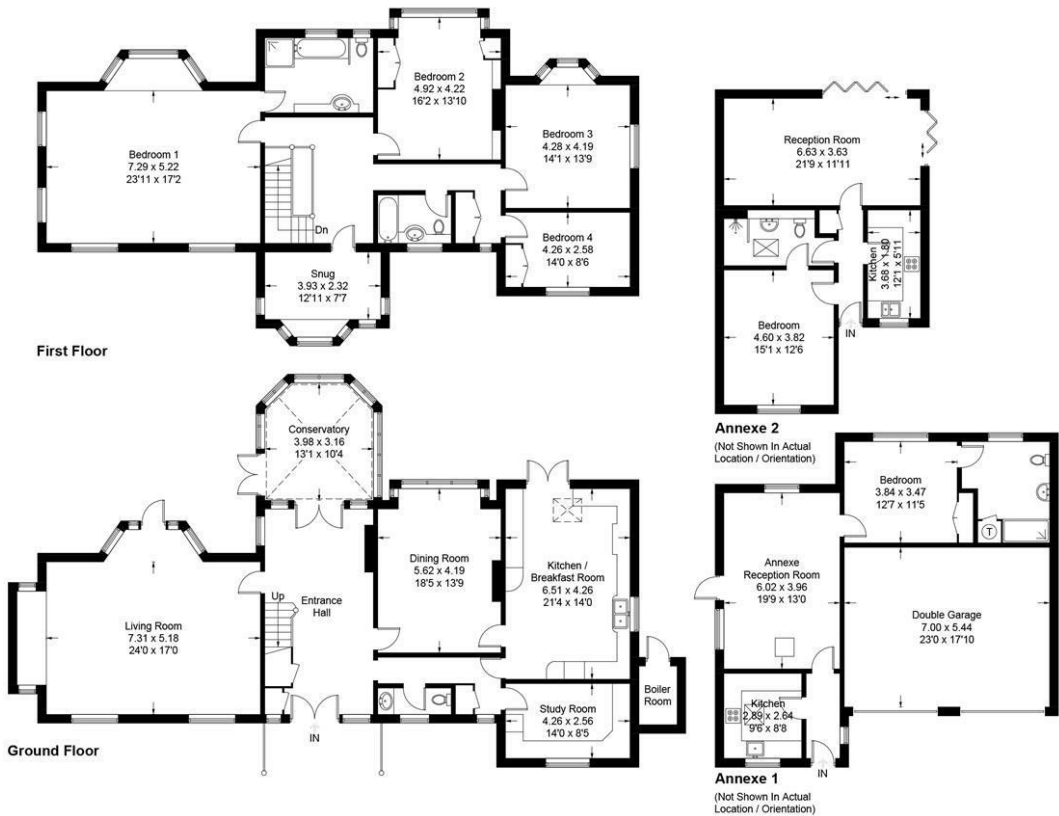 Bedroom 1
7.29 x 5.22
23'11 x 17'2
Bedroom 2
4.92 x 4.22
16'2 x 13'10
Bedroom 3
4.28 x 4.19
14'1 x 13'9
Bedroom 4
4.26 x 2.58
14'0 x 8'6
Dn
Snug
3.93 x 2.32
12'11 x 7'7
First Floor
Reception Room
6.63 x 3.63
21'9 x 11'11
Kitchen
3.68 x 1.80
12'1 x 5'11
Bedroom
4.60 x 3.82
15'1 x 12'6
IN
Annexe 2
(Not Shown In Actual
Location / Orientation)
Conservatory
3.98 x 3.16
13'1 x 10'4
Living Room
7.31 x 5.18
24'0 x 17'0
Up
Entrance
Hall
Dining Room
5.62 x 4.19
18'5 x 13'9
Kitchen /
Breakfast Room
6.51 x 4.26
21'4 x 14'0
Study Room
4.26 x 2.56
14'0 x 8'5
Boiler
Room
IN
Ground Floor
Bedroom
3.84 x 3.47
12'7 x 11'5
T
Annexe
Reception Room
6.02 x 3.96
19'9 x 13'0
Double Garage
7.00 x 5.44
23'0 x 17'10
Kitchen
2.89 x 2.64
9'6 x 8'8
IN
Annexe 1
(Not Shown In Actual
Location / Orientation)